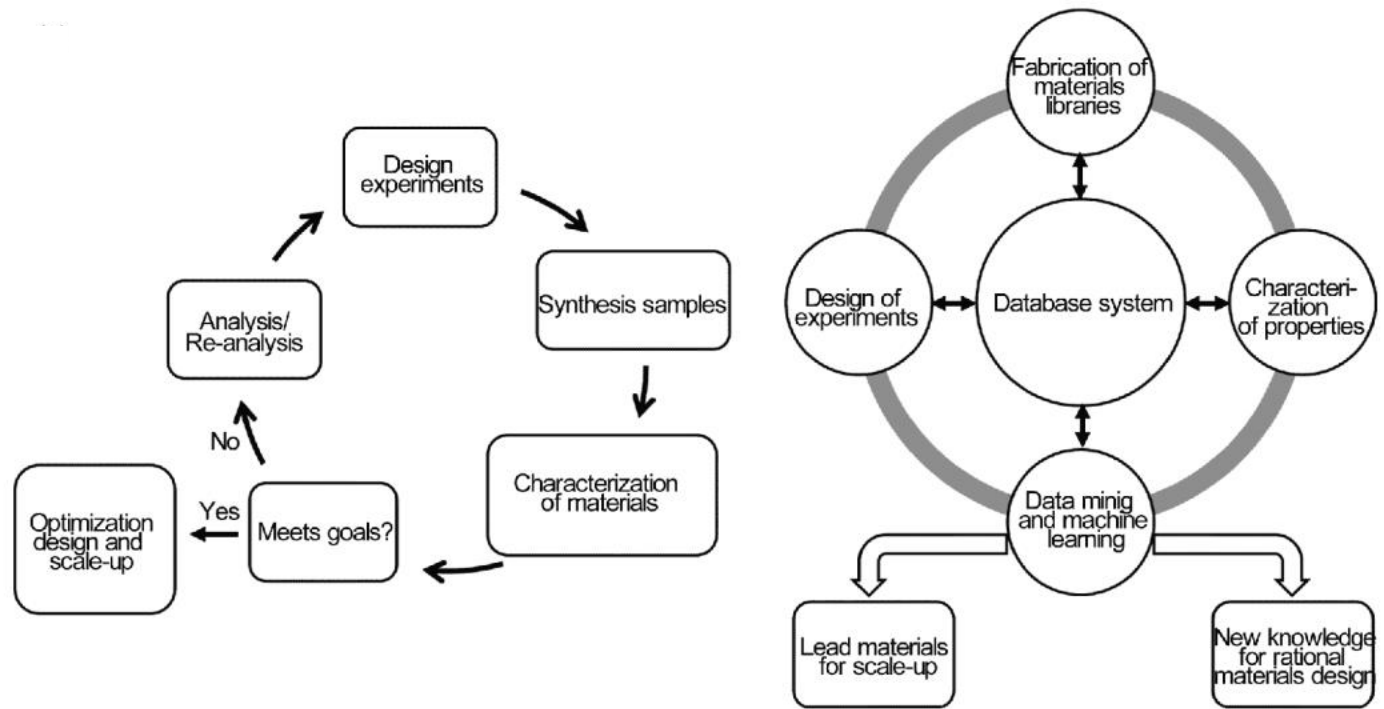 Design
experiments
Synthesis samples
Characterization
of materials
Meets goals?
No
Yes
Analysis/
Re-analysis
Optimization
design and
scale-up
Fabrication of
materials
libraries
Design of
experiments
Database system
Characteri-
zation
of properties
Data minig
and machine
learning
Lead materials
for scale-up
New knowledge
for rational
materials design